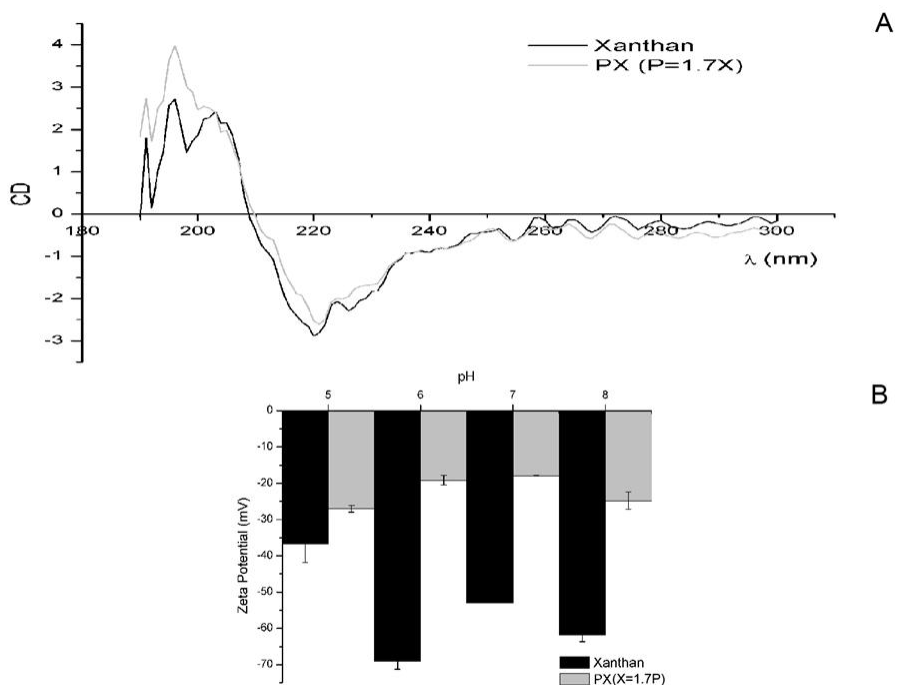 A
Xanthan
PX (P=1.7X)
4
3
2
1
0
-1
-2
-3
CD
180
200
220
240
260
280
300
λ (nm)
B
pH
5
6
7
8
0
-10
-20
-30
-40
-50
-60
-70
Zeta Potential (mV)
Xanthan
PX(X=1.7P)